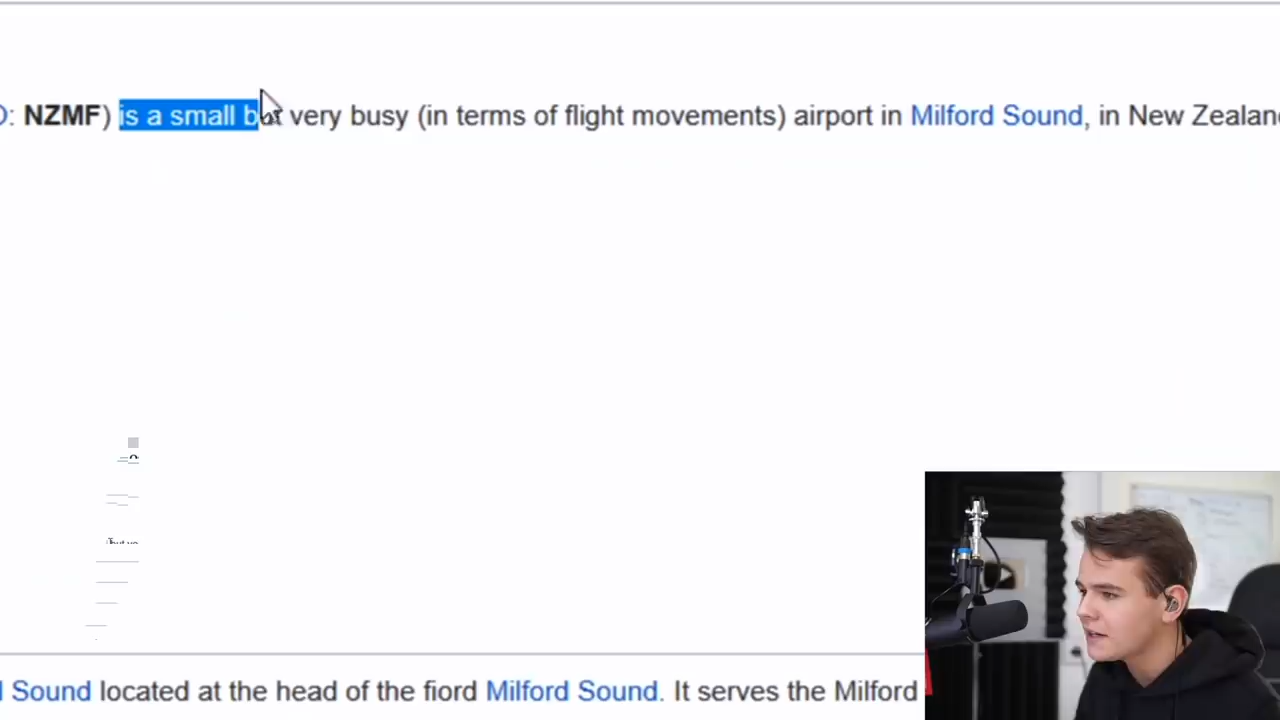 : NZMF) is a small but very busy (in terms of flight movements) airport in Milford Sound, in New Zealan
Sound located at the head of the fiord Milford Sound. It serves the Milford